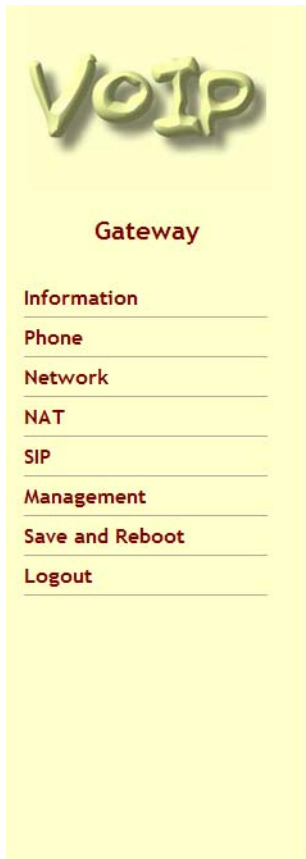 VoIP
Gateway
Information
Phone
Network
NAT
SIP
Management
Save and Reboot
Logout